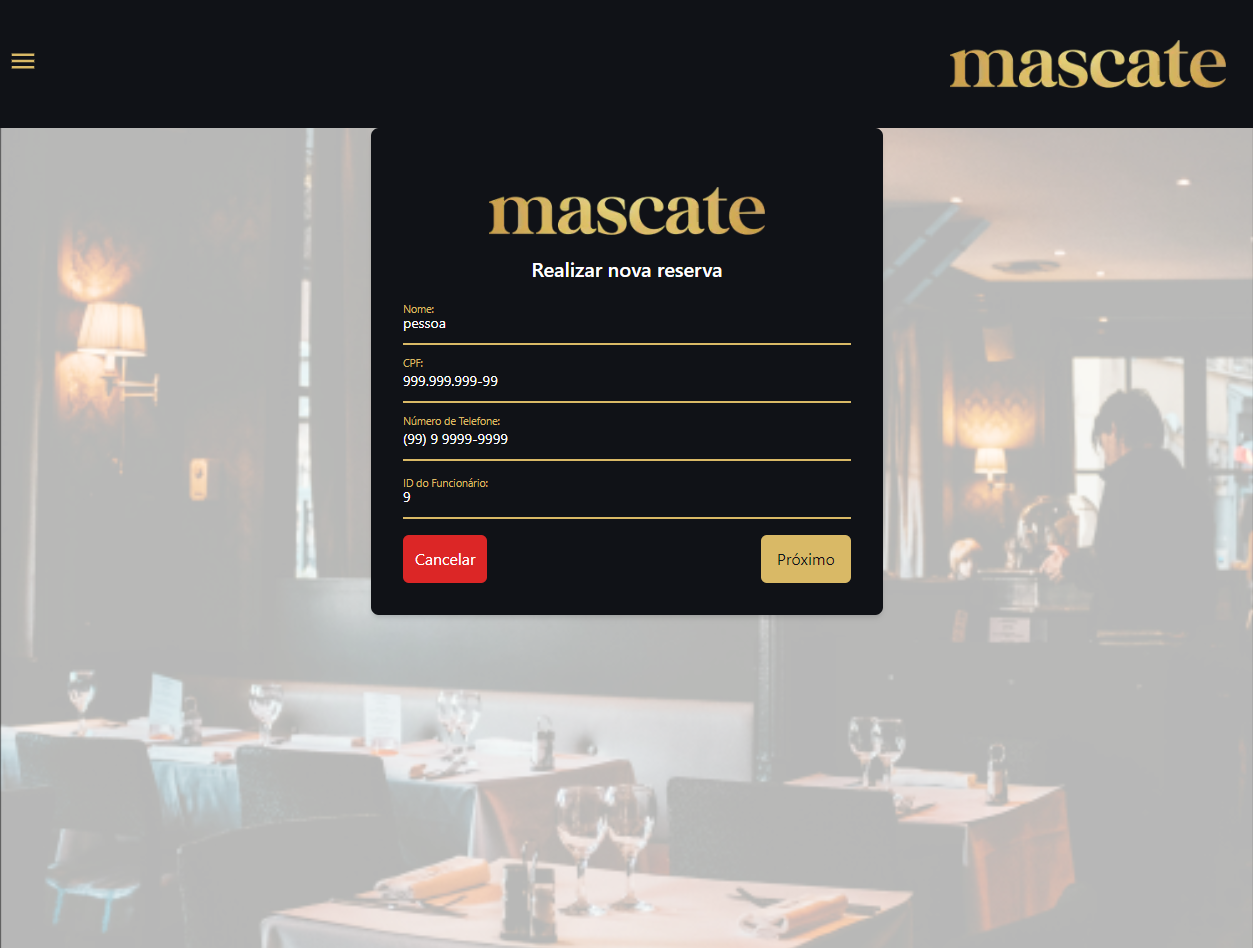 mascate
mascate
Realizar nova reserva
Nome:
pessoa
CPF:
999.999.999-99
Número de Telefone:
(99) 9 9999-9999
ID do Funcionário:
9
Cancelar
Próximo